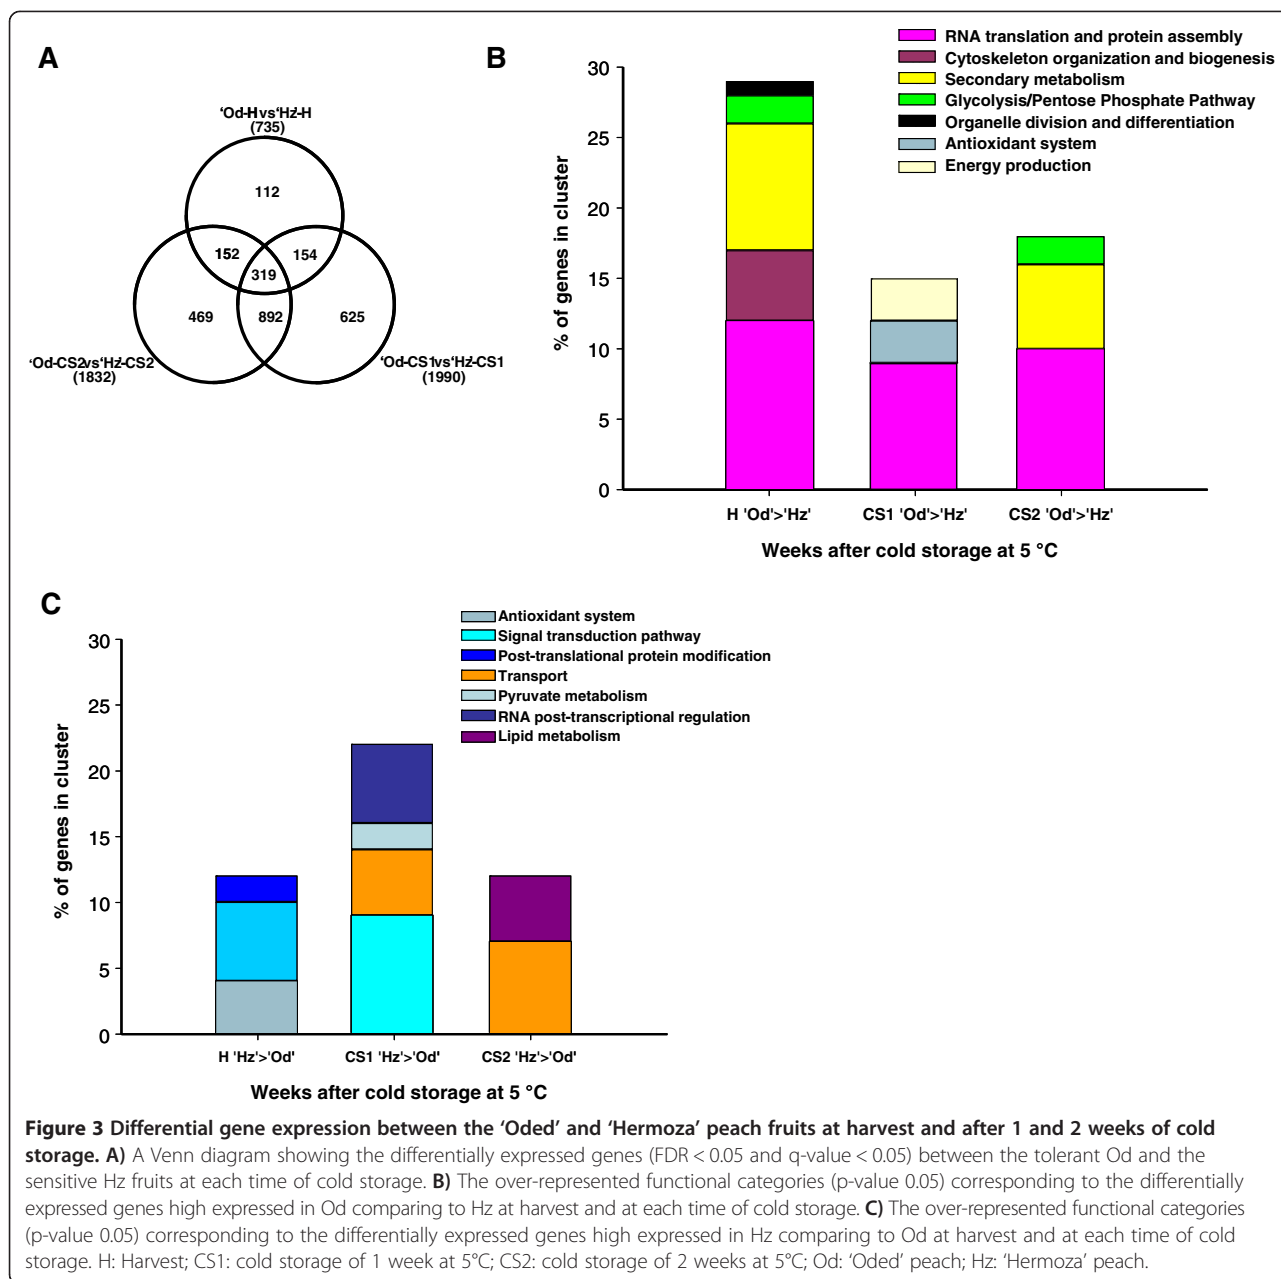 A
'Od-Hvs'Hz'-H
(735)
112
152
154
319
469
892
625
'Od-CS2vs'Hz'-CS2
(1832)
'Od-CS1vs'Hz'-CS1
(1990)
B
RNA translation and protein assembly
Cytoskeleton organization and biogenesis
Secondary metabolism
Glycolysis/Pentose Phosphate Pathway
Organelle division and differentiation
Antioxidant system
Energy production
% of genes in cluster
30
25
20
15
10
5
0
H 'Od'>'Hz'
CS1 'Od'>'Hz'
CS2 'Od'>'Hz'
Weeks after cold storage at 5 °C
C
Antioxidant system
Signal transduction pathway
Post-translational protein modification
Transport
Pyruvate metabolism
RNA post-transcriptional regulation
Lipid metabolism
% of genes in cluster
30
25
20
15
10
5
0
H 'Hz'>'Od'
CS1 'Hz'>'Od'
CS2 'Hz'>'Od'
Weeks after cold storage at 5 °C
Figure 3 Differential gene expression between the ‘Oded’ and ‘Hermoza’ peach fruits at harvest and after 1 and 2 weeks of cold
storage. A) A Venn diagram showing the differentially expressed genes (FDR < 0.05 and q-value < 0.05) between the tolerant Od and the
sensitive Hz fruits at each time of cold storage. B) The over-represented functional categories (p-value 0.05) corresponding to the differentially
expressed genes high expressed in Od comparing to Hz at harvest and at each time of cold storage. C) The over-represented functional categories
(p-value 0.05) corresponding to the differentially expressed genes high expressed in Hz comparing to Od at harvest and at each time of cold
storage. H: Harvest; CS1: cold storage of 1 week at 5°C; CS2: cold storage of 2 weeks at 5°C; Od: ‘Oded’ peach; Hz: ‘Hermoza’ peach.